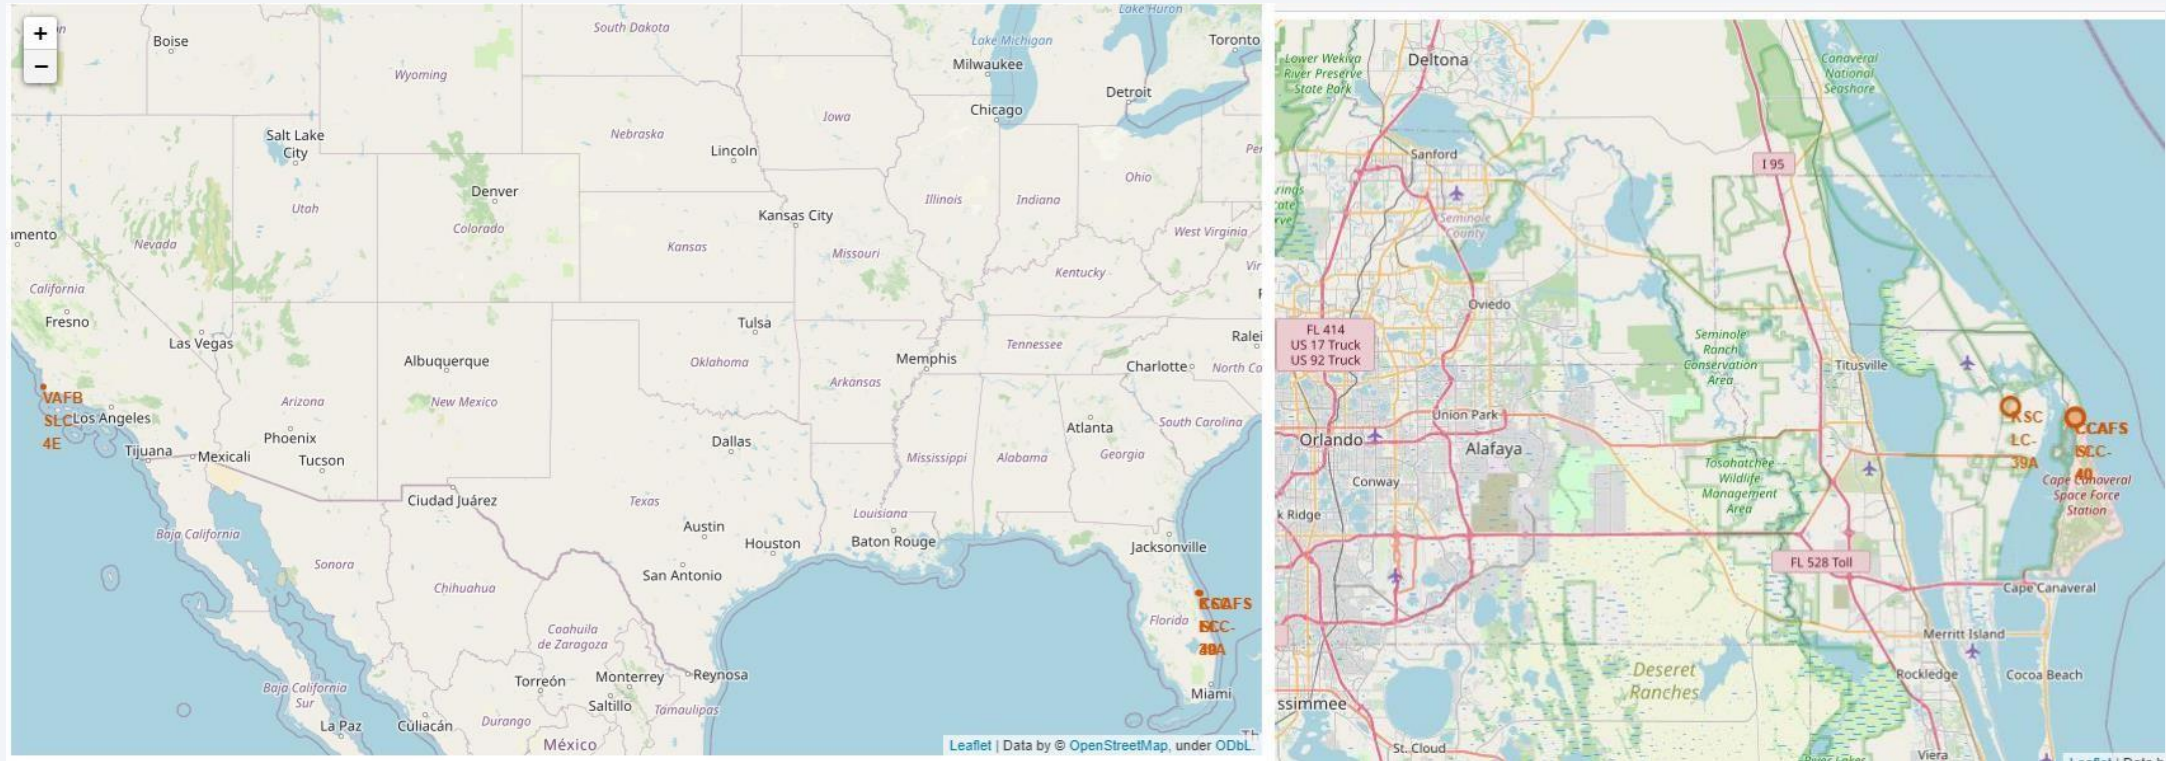 +
−
Boise
South Dakota
Lake Huron
Toronto
Lake Michigan
Milwaukee
Wyoming
Detroit
Chicago
Salt Lake
City
Iowa
Nebraska
Lincoln
Ohio
Denver
Utah
Illinois
Indiana
Kansas City
Colorado
Nevada
Kansas
Missouri
West Virginia
Kentucky
California
Fresno
Tulsa
Las Vegas
Tennessee
Albuquerque
Oklahoma
Memphis
Charlotte
Arkansas
VAFB
SLC-
4E
Los Angeles
Arizona
New Mexico
Phoenix
Atlanta
South Carolina
Dallas
Tijuana
Mexicali
Tucson
Mississippi
Alabama
Georgia
Ciudad Juárez
Texas
Louisiana
Baja California
Austin
Houston
Baton Rouge
Jacksonville
Sonora
San Antonio
Chihuahua
Florida
Coahuila
de Zaragoza
Torreón
Monterrey
Reynosa
Baja California
Sur
Saltillo
Tamaulipas
Miami
La Paz
Culiacán
Durango
México
Leaflet | Data by © OpenStreetMap, under ODbL.
Lower Wekiva
River Preserve
State Park
Deltona
Canaveral
National
Seashore
Sanford
I 95
Seminole
County
Oviedo
FL 414
US 17 Truck
US 92 Truck
Seminole
Ranch
Conservation
Area
Titusville
Union Park
KSC
LC-
39A
CCAFS
Orlando
Alafaya
Tosohatchee
Wildlife
Management
Area
Cape Canaveral
Space Force
Station
Conway
k Ridge
FL 528 Toll
Cape Canaveral
Merritt Island
Deseret
Ranches
Rockledge
Cocoa Beach
ssimmee
St. Cloud
Viera